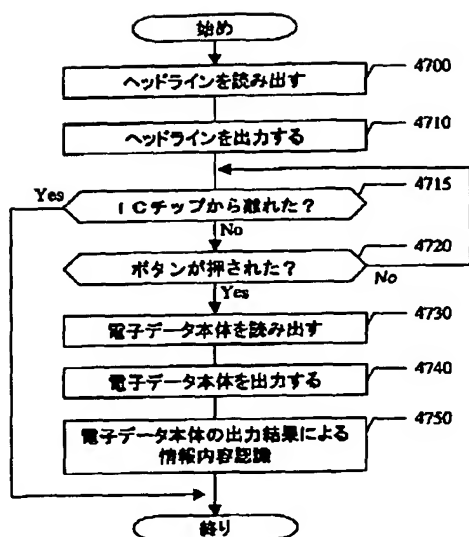 始め
ヘッドラインを読み出す
4700
ヘッドラインを出力する
4710
ICチップから離れた?
4715
Yes
No
ボタンが押された?
4720
No
Yes
電子データ本体を読み出す
4730
電子データ本体を出力する
4740
電子データ本体の出力結果による
情報内容認識
4750
終り